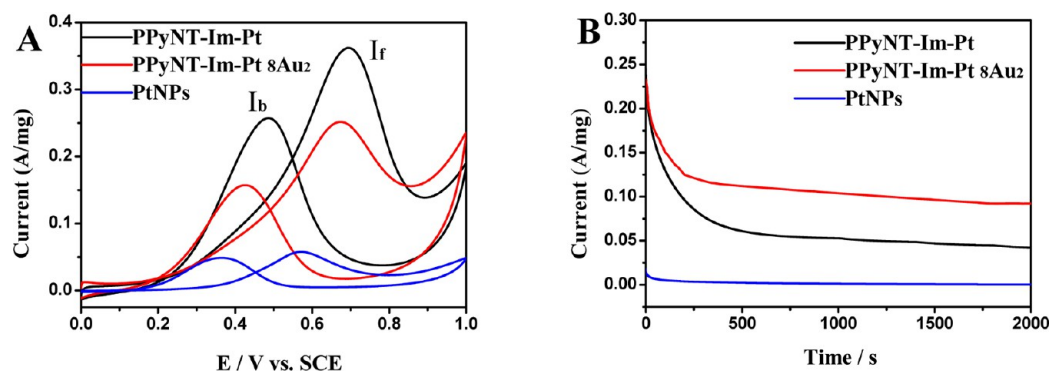 A
PPyNT-Im-Pt
PPyNT-Im-Pt 8Au2
PtNPs
If
Ib
0.4
0.3
0.2
0.1
0.0
Current (A/mg)
0.0 0.2 0.4 0.6 0.8 1.0
E / V vs. SCE
B
PPyNT-Im-Pt
PPyNT-Im-Pt 8Au2
PtNPs
0.30
0.25
0.20
0.15
0.10
0.05
0.00
Current (A/mg)
0 500 1000 1500 2000
Time / s